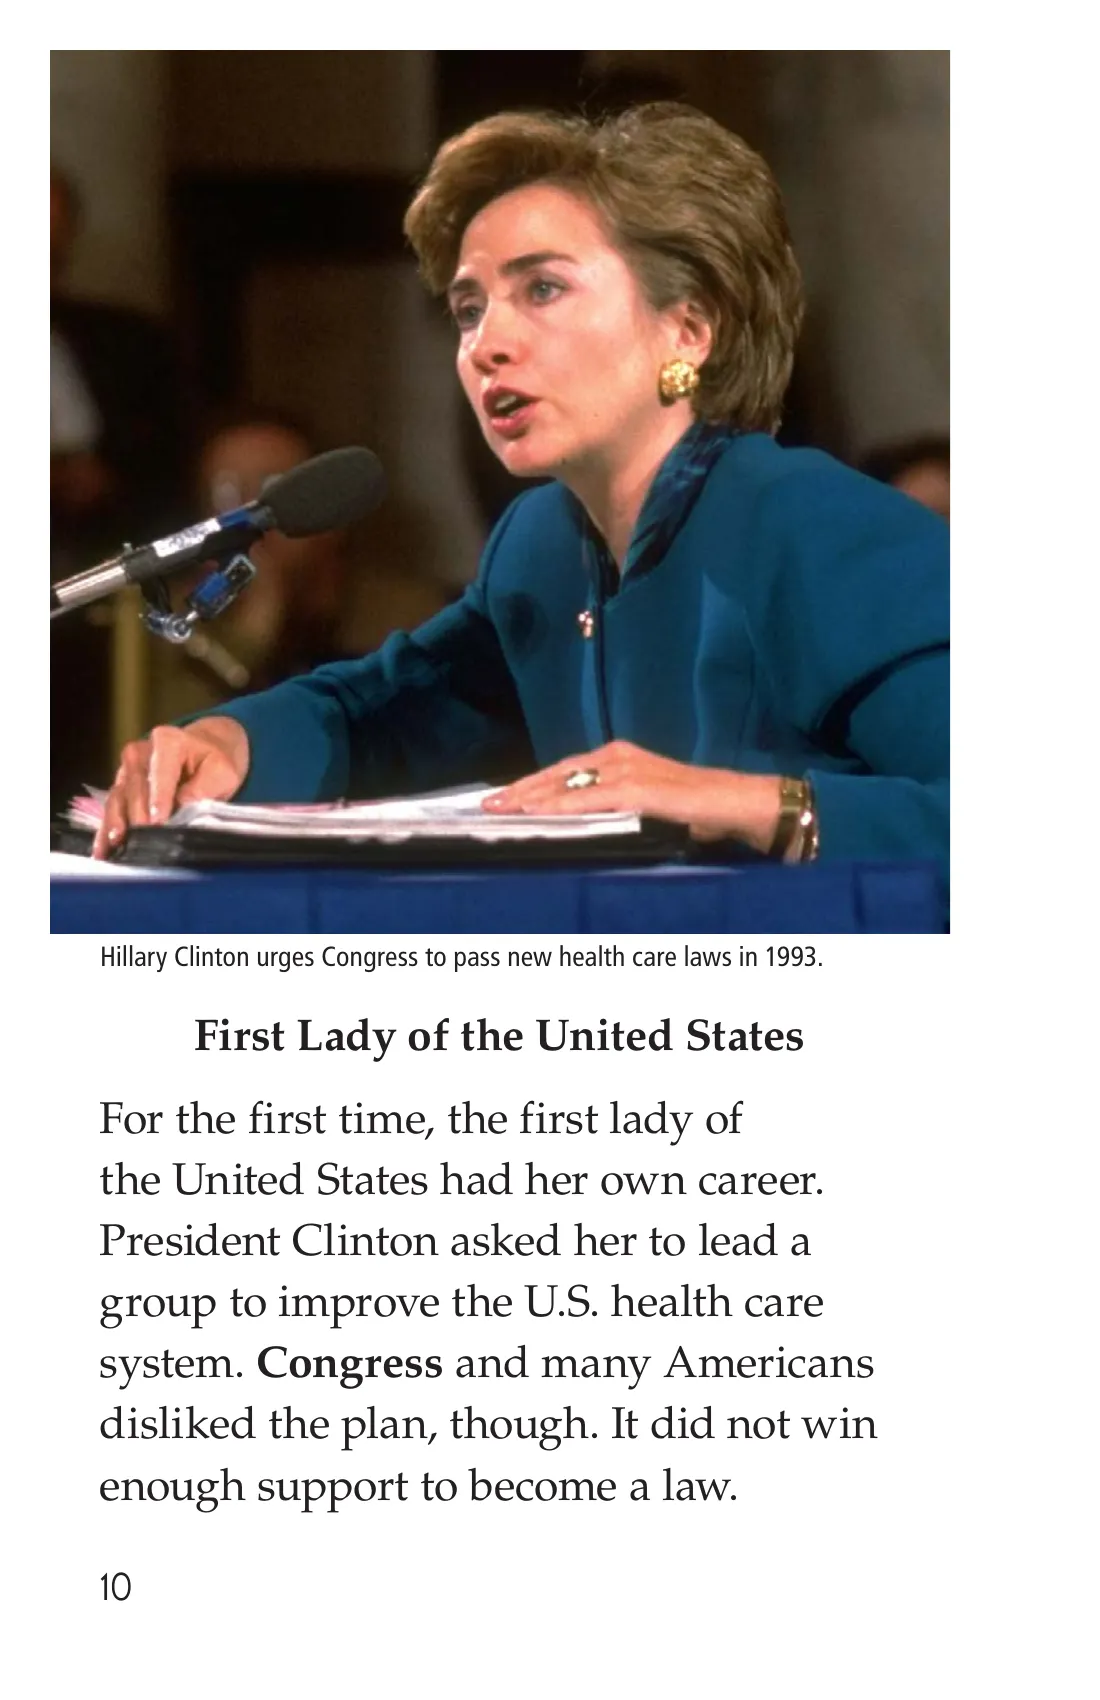 Hillary Clinton urges Congress to pass new health care laws in 1993.
First Lady of the United States
For the first time, the first lady of
the United States had her own career.
President Clinton asked her to lead a
group to improve the U.S. health care
system. Congress and many Americans
disliked the plan, though. It did not win
enough support to become a law.
10